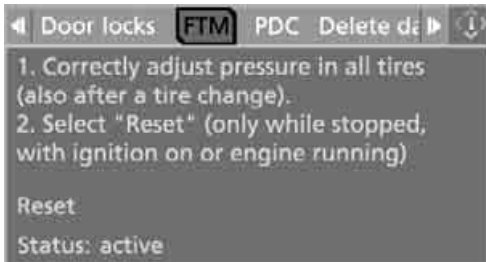 Door locks FTM PDC Delete da
1. Correctly adjust pressure in all tires
(also after a tire change).
2. Select "Reset" (only while stopped,
with ignition on or engine running)
Reset
Status: active